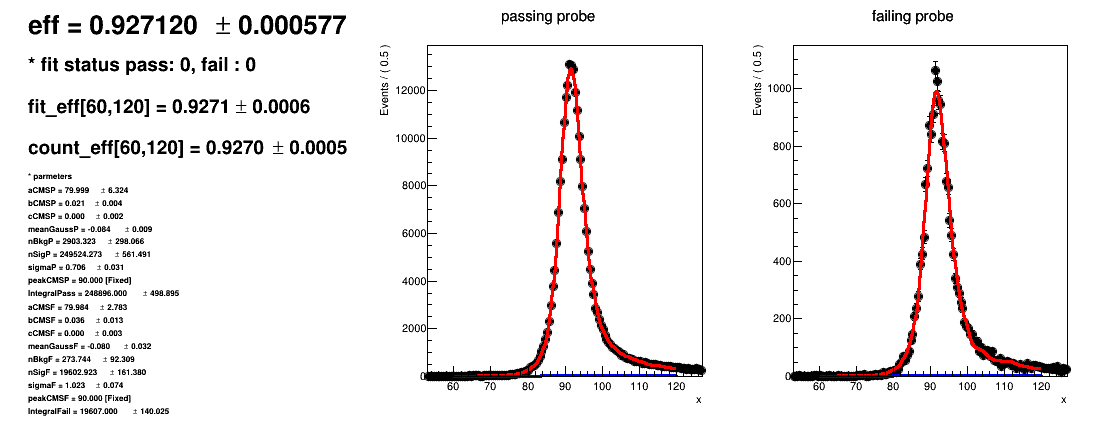 eff = 0.927120 ± 0.000577
* fit status pass: 0, fail : 0
fit_eff[60,120] = 0.9271 ± 0.0006
count_eff[60,120] = 0.9270 ± 0.0005
* parmeters
aCMSP = 79.999 ± 6.324
bCMSP = 0.021 ± 0.004
cCMSP = 0.000 ± 0.002
meanGaussP = -0.084 ± 0.009
nBkgP = 2903.323 ± 298.066
nSigP = 249524.273 ± 561.491
sigmaP = 0.706 ± 0.031
peakCMSP = 90.000 [Fixed]
IntegralPass = 248896.000 ± 498.895
aCMSF = 79.984 ± 2.783
bCMSF = 0.036 ± 0.013
cCMSF = 0.000 ± 0.003
meanGaussF = -0.080 ± 0.032
nBkgF = 273.744 ± 92.309
nSigF = 19602.923 ± 161.380
sigmaF = 1.023 ± 0.074
peakCMSF = 90.000 [Fixed]
IntegralFail = 19607.000 ± 140.025
passing probe
Events / ( 0.5 )
12000
10000
8000
6000
4000
2000
0
60 70 80 90 100 110 120
x
failing probe
Events / ( 0.5 )
1000
800
600
400
200
0
60 70 80 90 100 110 120
x